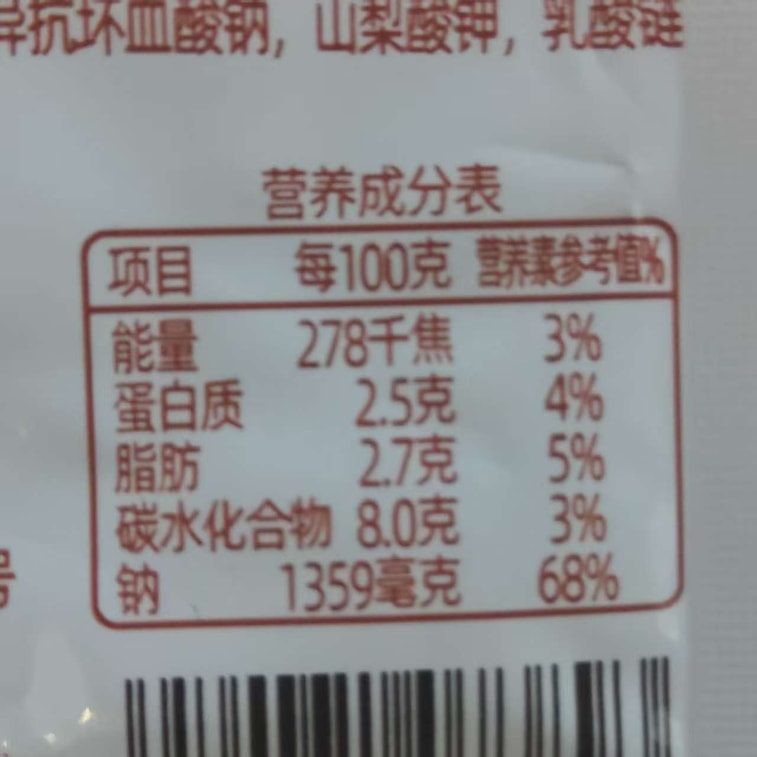 异抗坏血酸钠,山梨酸钾,乳酸链
营养成分表
项目 每100克 营养素参考值%
能量 278千焦 3%
蛋白质 2.5克 4%
脂肪 2.7克 5%
碳水化合物 8.0克 3%
号
钠 1359毫克 68%